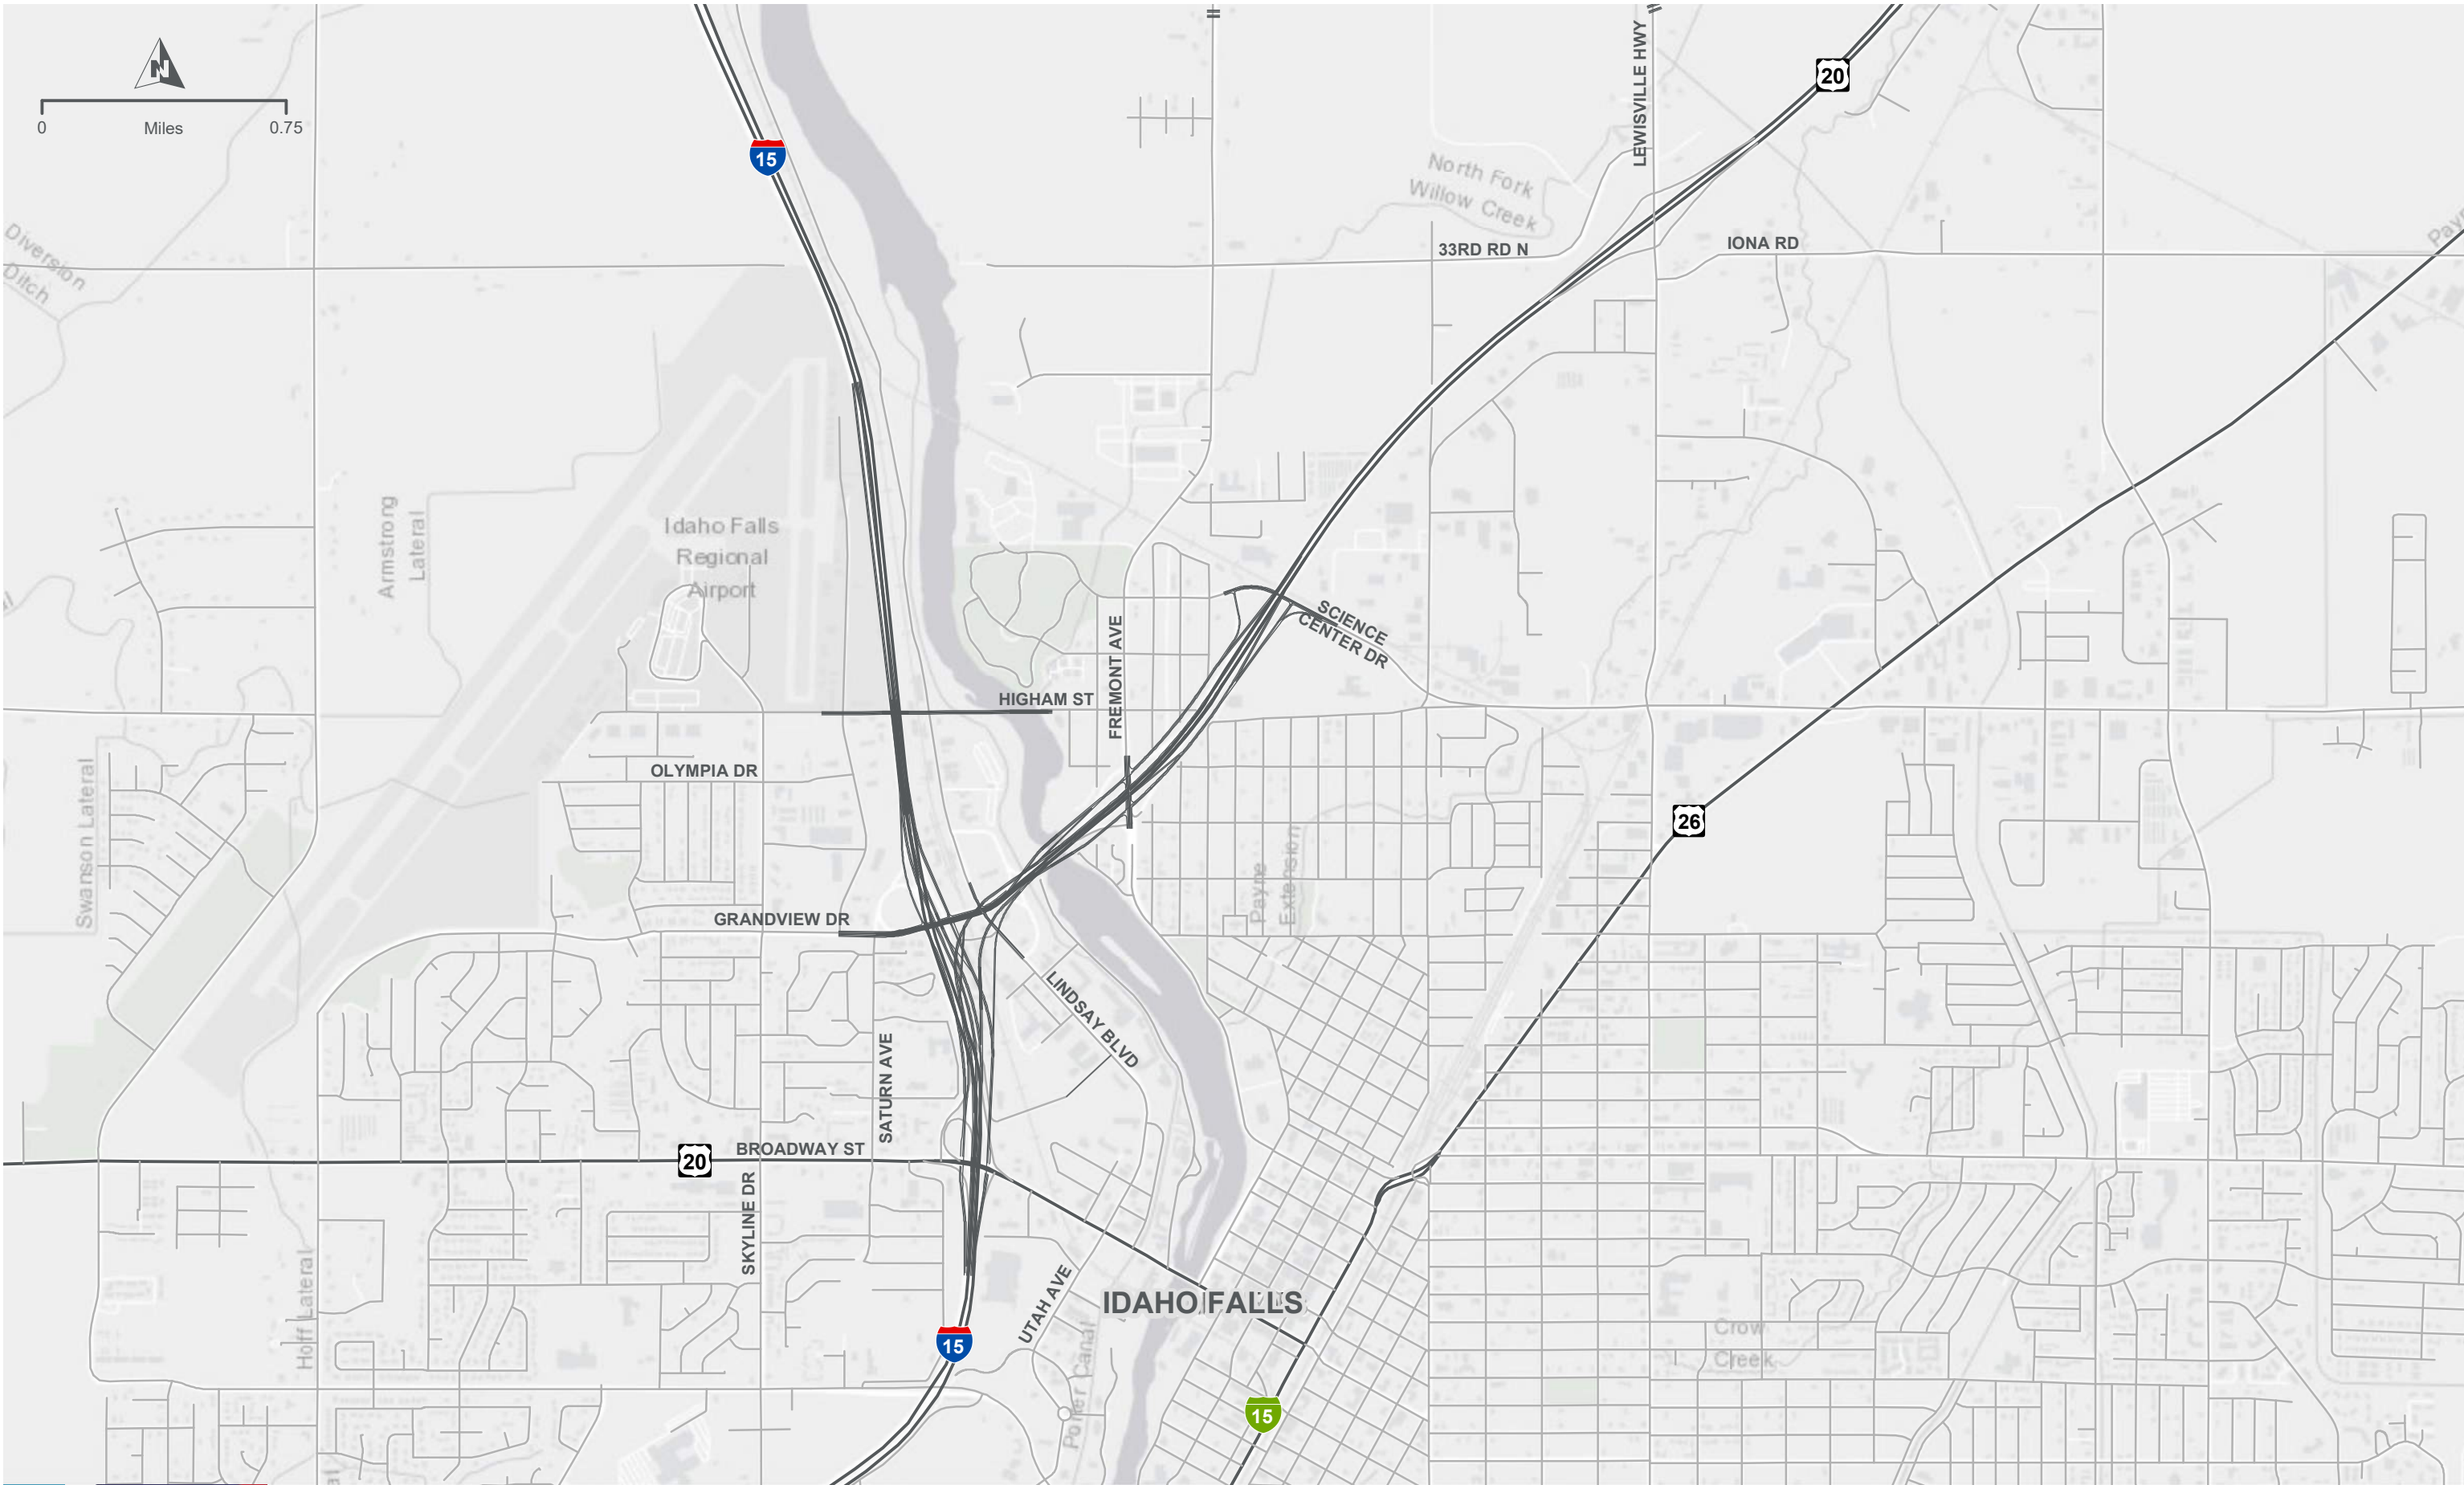 N
0 Miles 0.75
15
20
LEWISVILLE HWY
North Fork
Willow Creek
33RD RD N
IONA RD
Diversion
Ditch
Armstrong
Lateral
Idaho Falls
Regional
Airport
SCIENCE
CENTER DR
FREMONT AVE
HIGHAM ST
OLYMPIA DR
Swanson Lateral
26
Payne
Extension
GRANDVIEW DR
LINDSAY BLVD
SATURN AVE
BROADWAY ST
20
SKYLINE DR
Hoff Lateral
UTAH AVE
IDAHO FALLS
15
Porter Canal
Crow
Creek
15